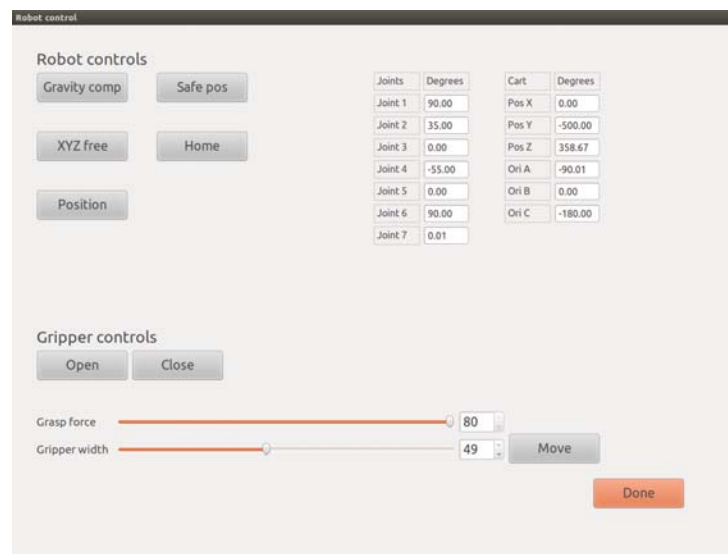 Robot control
Robot controls
Gravity comp Safe pos
XYZ free Home
Position
Joints Degrees Cart Degrees
Joint 1 90.00 Pos X 0.00
Joint 2 35.00 Pos Y -500.00
Joint 3 0.00 Pos Z 358.67
Joint 4 -55.00 Ori A -90.01
Joint 5 0.00 Ori B 0.00
Joint 6 90.00 Ori C -180.00
Joint 7 0.01
Gripper controls
Open Close
Grasp force 80
Gripper width 49 Move
Done